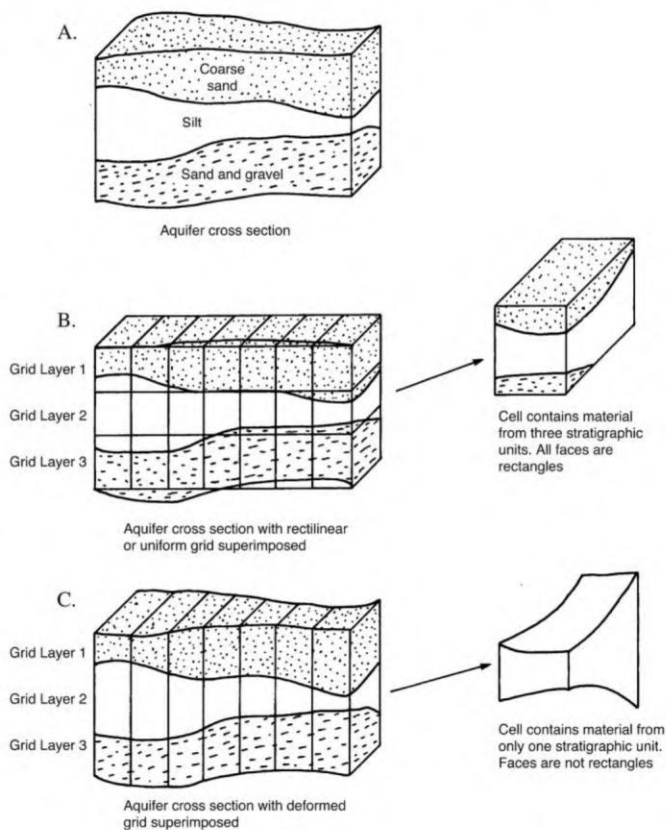 A.
Coarse
sand
Silt
Sand and gravel
Aquifer cross section
B.
Grid Layer 1
Grid Layer 2
Grid Layer 3
Aquifer cross section with rectilinear
or uniform grid superimposed
Cell contains material
from three stratigraphic
units. All faces are
rectangles
C.
Grid Layer 1
Grid Layer 2
Grid Layer 3
Aquifer cross section with deformed
grid superimposed
Cell contains material from
only one stratigraphic unit.
Faces are not rectangles